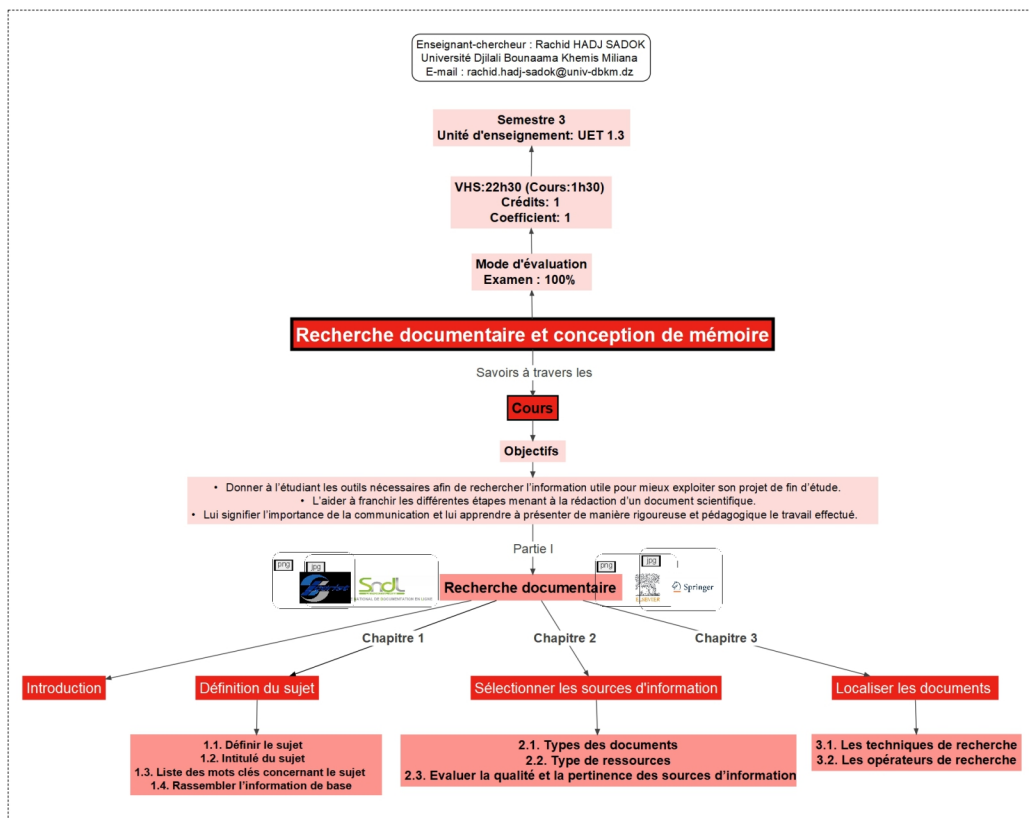 Enseignant-chercheur : Rachid HADJ SADOK
Université Djilali Bounaama Khemis Miliana
E-mail : rachid.hadj-sadok@univ-dbkm.dz
Semestre 3
Unité d'enseignement: UET 1.3
VHS:22h30 (Cours:1h30)
Crédits: 1
Coefficient: 1
Mode d'évaluation
Examen : 100%
Recherche documentaire et conception de mémoire
Savoirs à travers les
Cours
Objectifs
• Donner à l'étudiant les outils nécessaires afin de rechercher l'information utile pour mieux exploiter son projet de fin d'étude.
• L'aider à franchir les différentes étapes menant à la rédaction d'un document scientifique.
• Lui signifier l'importance de la communication et lui apprendre à présenter de manière rigoureuse et pédagogique le travail effectué.
Partie I
png
jpg
png
jpg
Sndl
NATIONAL DE DOCUMENTATION EN LIGNE
Recherche documentaire
ELSEVIER
Springer
Chapitre 1
Chapitre 2
Chapitre 3
Introduction
Définition du sujet
Sélectionner les sources d'information
Localiser les documents
1.1. Définir le sujet
1.2. Intitulé du sujet
1.3. Liste des mots clés concernant le sujet
1.4. Rassembler l'information de base
2.1. Types des documents
2.2. Type de ressources
2.3. Evaluer la qualité et la pertinence des sources d'information
3.1. Les techniques de recherche
3.2. Les opérateurs de recherche